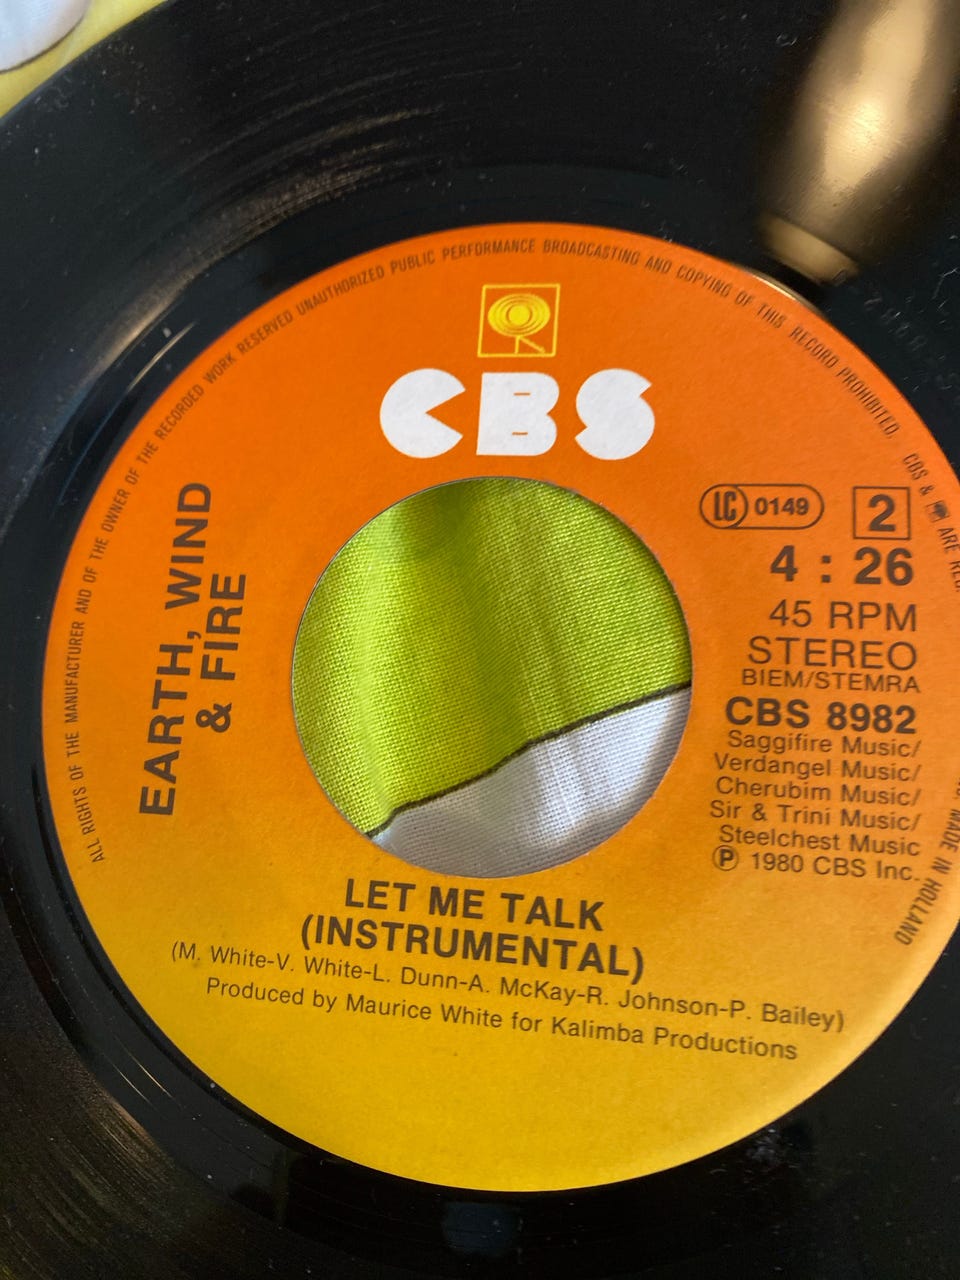 ALL RIGHTS OF THE MANUFACTURER AND OF THE OWNER OF THE RECORDED WORK RESERVED UNAUTHORIZED PUBLIC PERFORMANCE BROADCASTING AND COPYING OF THIS RECORD PROHIBITED.
CBS & ARE
MADE IN HOLLAND
CBS
EARTH, WIND
& FIRE
LC 0149
2
4 : 26
45 RPM
STEREO
BIEM/STEMRA
CBS 8982
Saggifire Music/
Verdangel Music/
Cherubim Music/
Sir & Trini Music/
Steelchest Music
Ⓟ 1980 CBS Inc.
LET ME TALK
(INSTRUMENTAL)
(M. White-V. White-L. Dunn-A. McKay-R. Johnson-P. Bailey)
Produced by Maurice White for Kalimba Productions